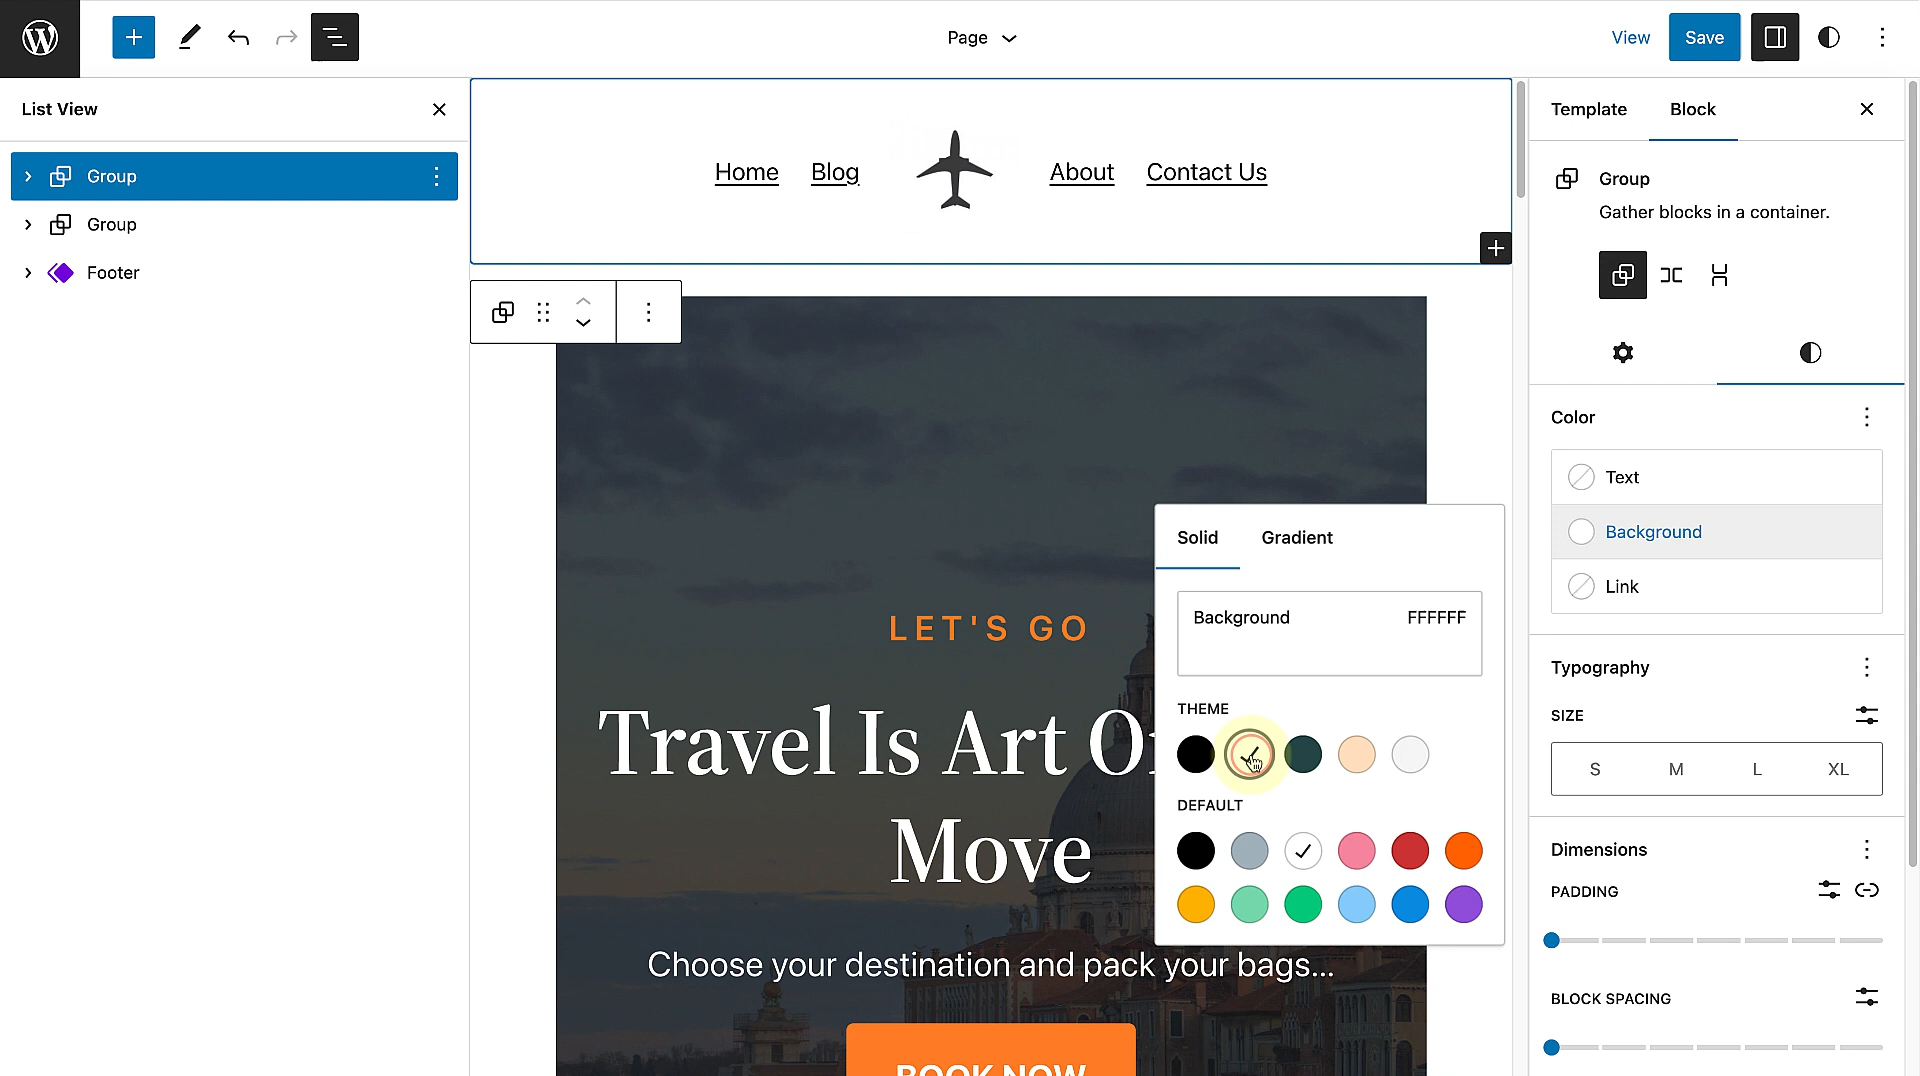 Page
View
Save
List View
Group
Group
Footer
Home
Blog
About
Contact Us
LET'S GO
Travel Is Art O
Move
Choose your destination and pack your bags...
BOOK NOW
Solid
Gradient
Background
FFFFFF
THEME
DEFAULT
Template
Block
Group
Gather blocks in a container.
Color
Text
Background
Link
Typography
SIZE
S
M
L
XL
Dimensions
PADDING
BLOCK SPACING